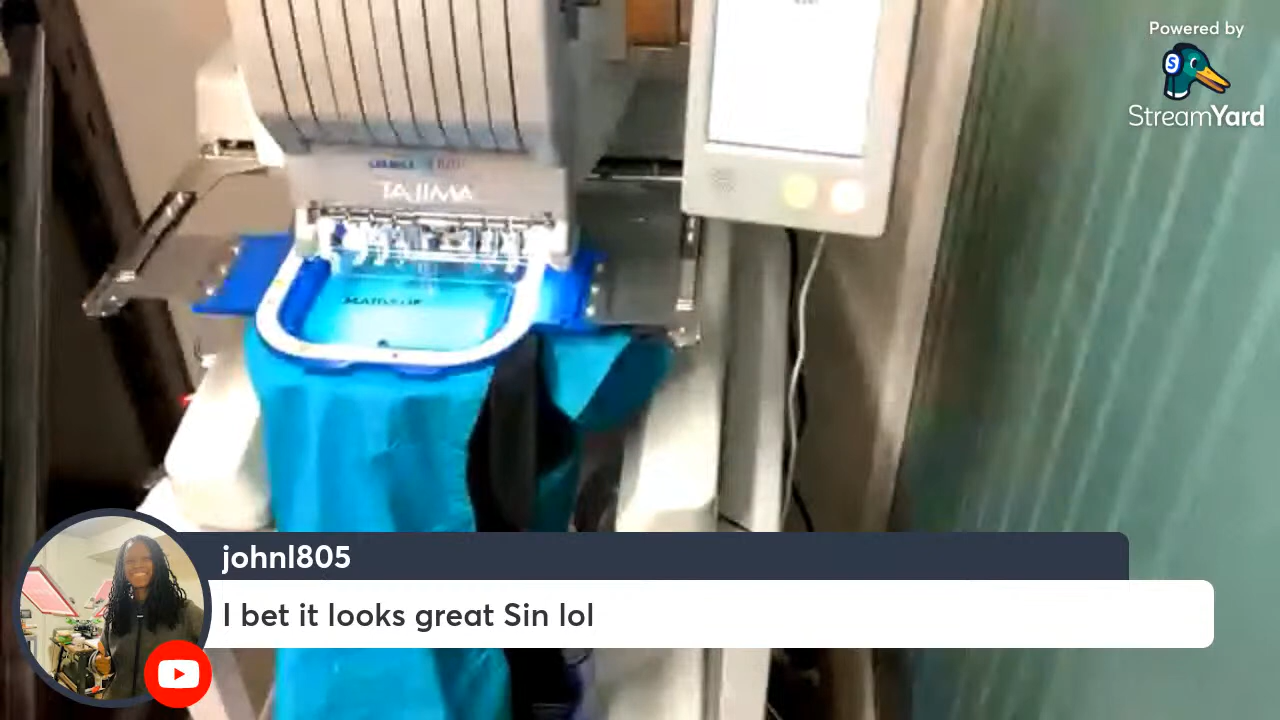 Powered by
StreamYard
TAJIMA
johnl805
I bet it looks great Sin lol